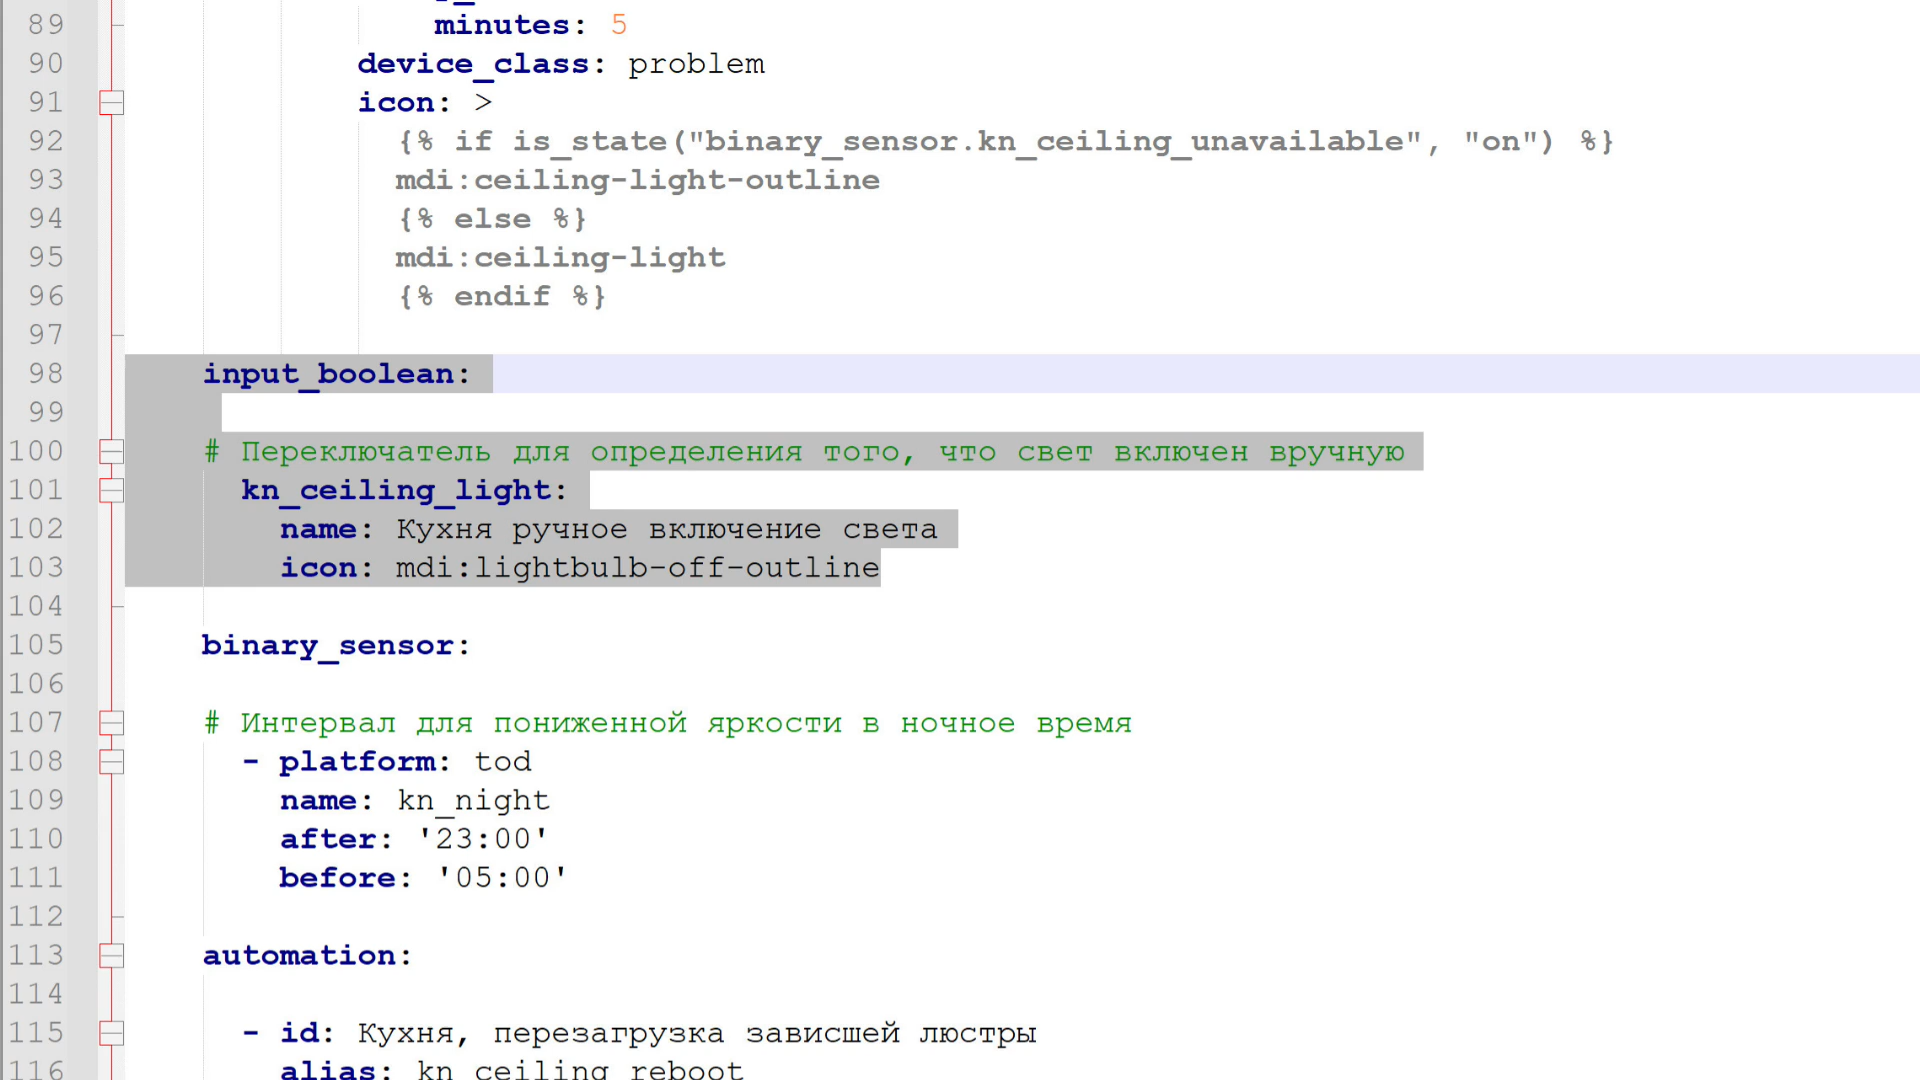 89 minutes: 5
90 device_class: problem
91 icon: >
92 {% if is_state("binary_sensor.kn_ceiling_unavailable", "on") %}
93 mdi:ceiling-light-outline
94 {% else %}
95 mdi:ceiling-light
96 {% endif %}
97
98 input_boolean:
99
100 # Переключатель для определения того, что свет включен вручную
101 kn_ceiling_light:
102 name: Кухня ручное включение света
103 icon: mdi:lightbulb-off-outline
104
105 binary_sensor:
106
107 # Интервал для пониженной яркости в ночное время
108 - platform: tod
109 name: kn_night
110 after: '23:00'
111 before: '05:00'
112
113 automation:
114
115 - id: Кухня, перезагрузка зависшей люстры
116 alias: kn_ceiling_reboot